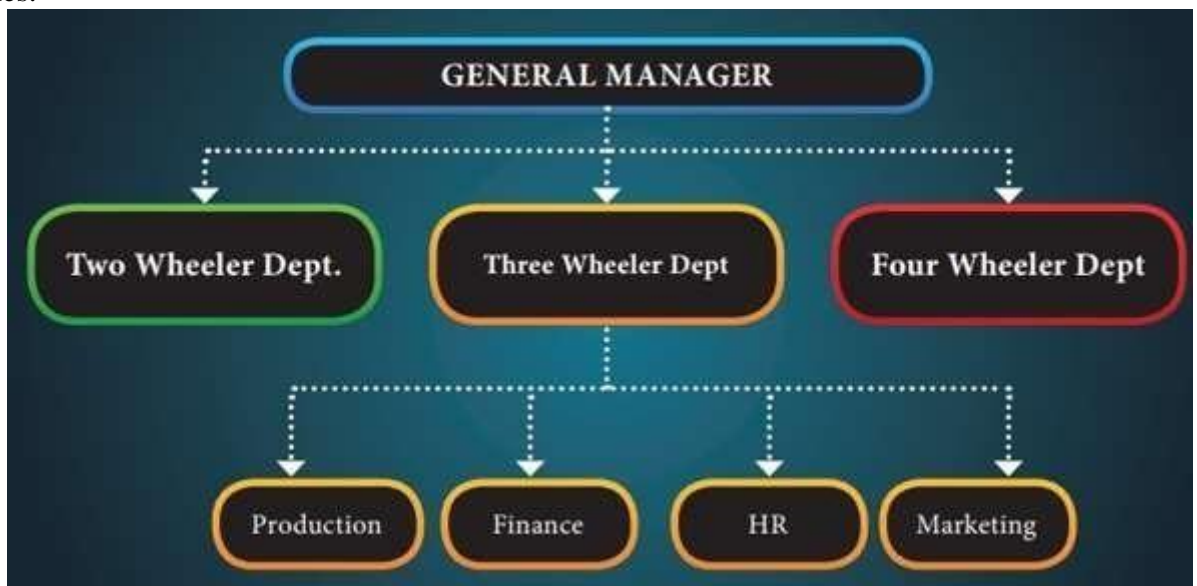 GENERAL MANAGER
Two Wheeler Dept.
Three Wheeler Dept
Four Wheeler Dept
Production
Finance
HR
Marketing